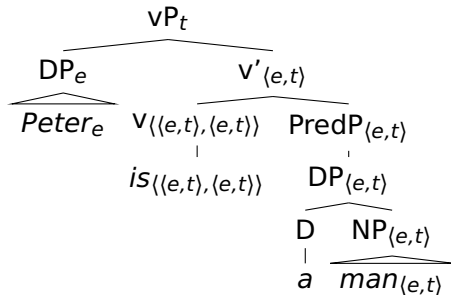 vP_t
DP_e v'_{⟨e,t⟩}
Peter_e v_{⟨⟨e,t⟩,⟨e,t⟩⟩} PredP_{⟨e,t⟩}
is_{⟨⟨e,t⟩,⟨e,t⟩⟩} DP_{⟨e,t⟩}
D NP_{⟨e,t⟩}
a man_{⟨e,t⟩}